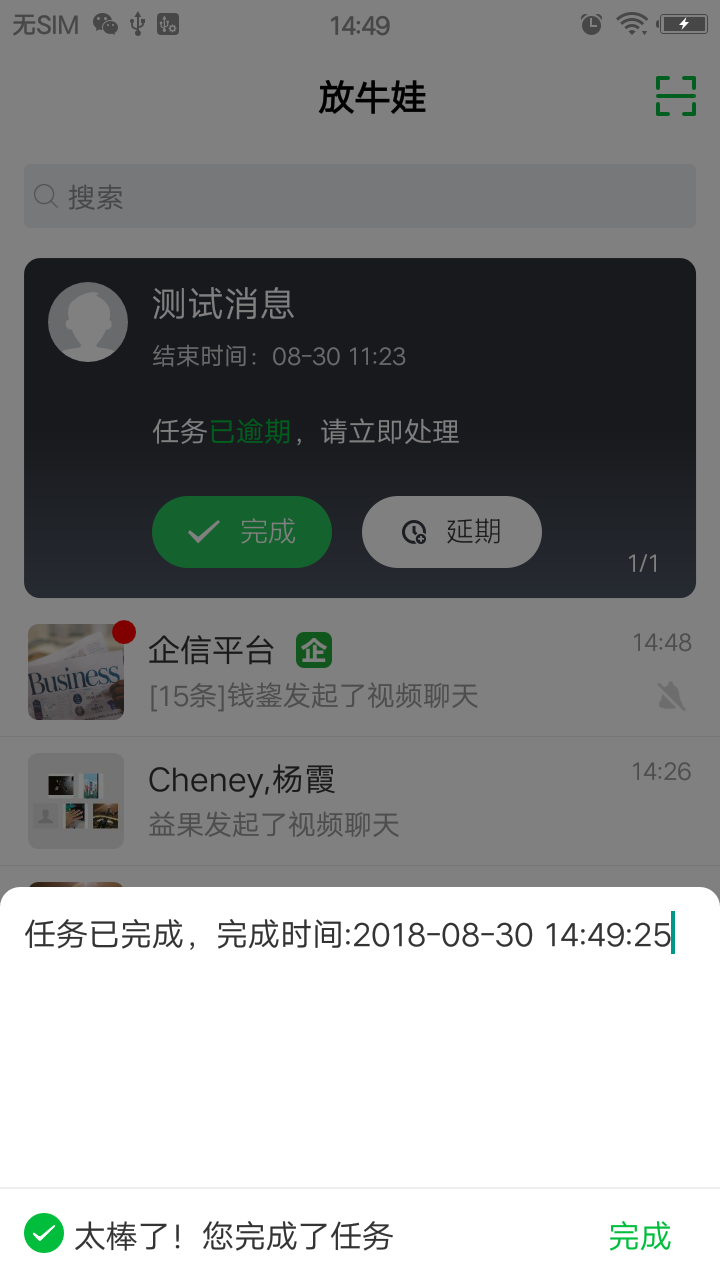 无SIM 14:49
放牛娃
搜索
测试消息
结束时间：08-30 11:23
任务已逾期，请立即处理
完成 延期
1/1
Business
企信平台 企 14:48
[15条]钱鋆发起了视频聊天
Cheney,杨霞 14:26
益果发起了视频聊天
任务已完成，完成时间:2018-08-30 14:49:25
太棒了！您完成了任务 完成